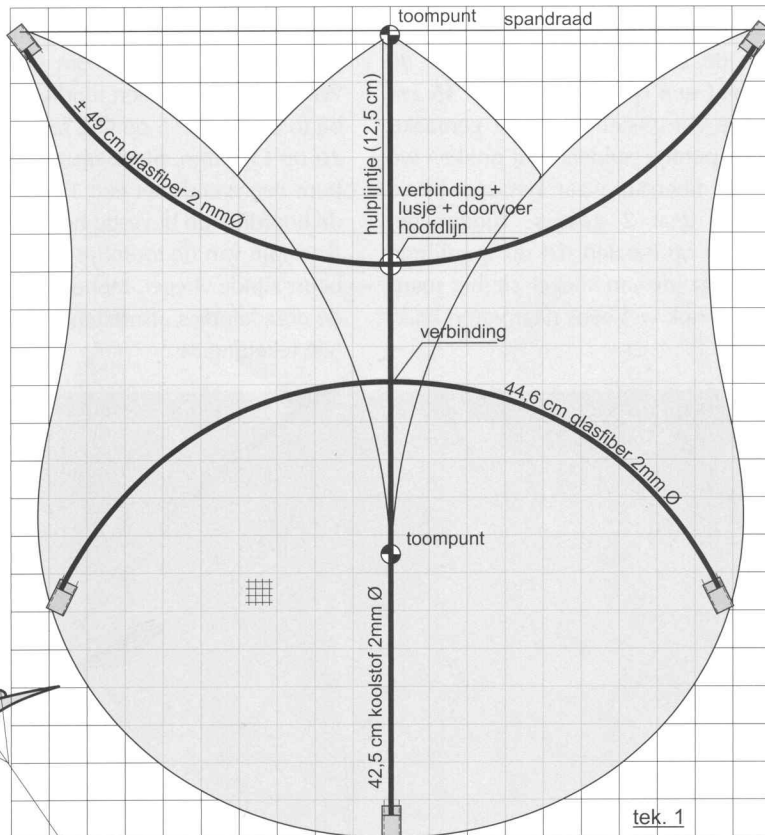 toompunt
spandraad
± 49 cm glasfiber 2 mmØ
hulplijntje (12,5 cm)
verbinding +
lusje + doorvoer
hoofdlijn
verbinding
44,6 cm glasfiber 2mm Ø
toompunt
42,5 cm koolstof 2mm Ø
tek. 1